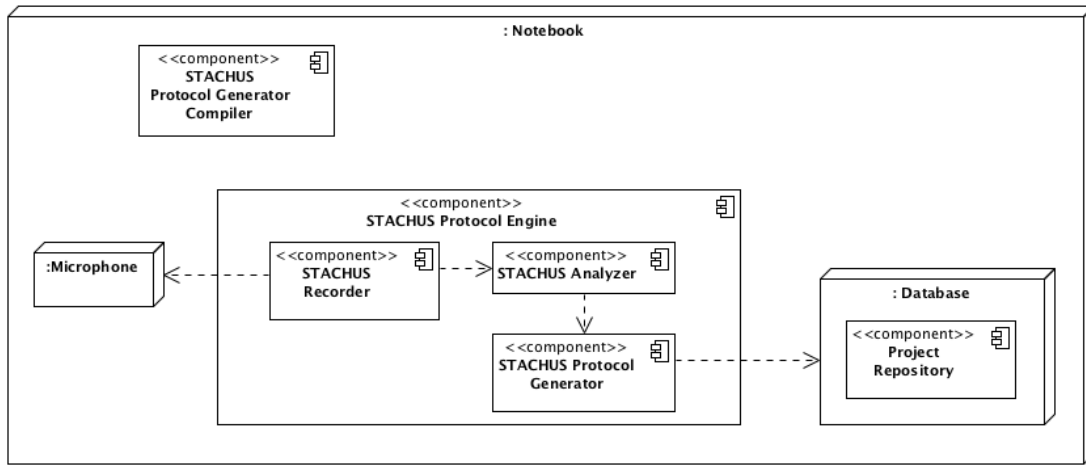 : Notebook
<<component>>
STACHUS
Protocol Generator
Compiler
<<component>>
STACHUS Protocol Engine
:Microphone
<<component>>
STACHUS
Recorder
<<component>>
STACHUS Analyzer
<<component>>
STACHUS Protocol
Generator
: Database
<<component>>
Project
Repository